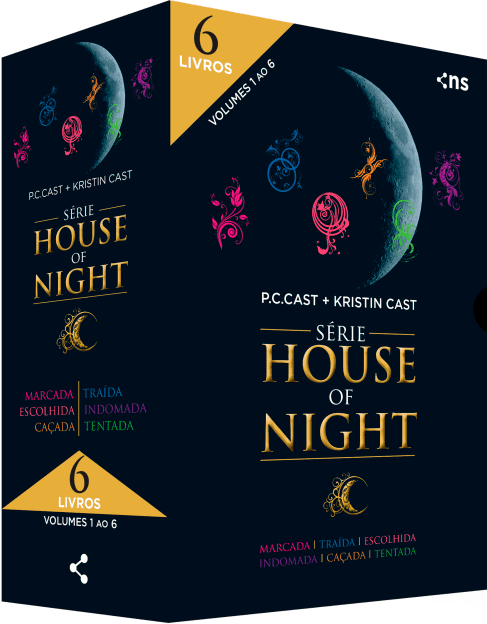 6
LIVROS
VOLUMES 1 AO 6
ns
P.C.CAST + KRISTIN CAST
SÉRIE
HOUSE
OF
NIGHT
MARCADA | TRAÍDA | ESCOLHIDA
INDOMADA | CAÇADA | TENTADA
P.C.CAST + KRISTIN CAST
SÉRIE
HOUSE
OF
NIGHT
MARCADA | TRAÍDA
ESCOLHIDA | INDOMADA
CAÇADA | TENTADA
6
LIVROS
VOLUMES 1 AO 6